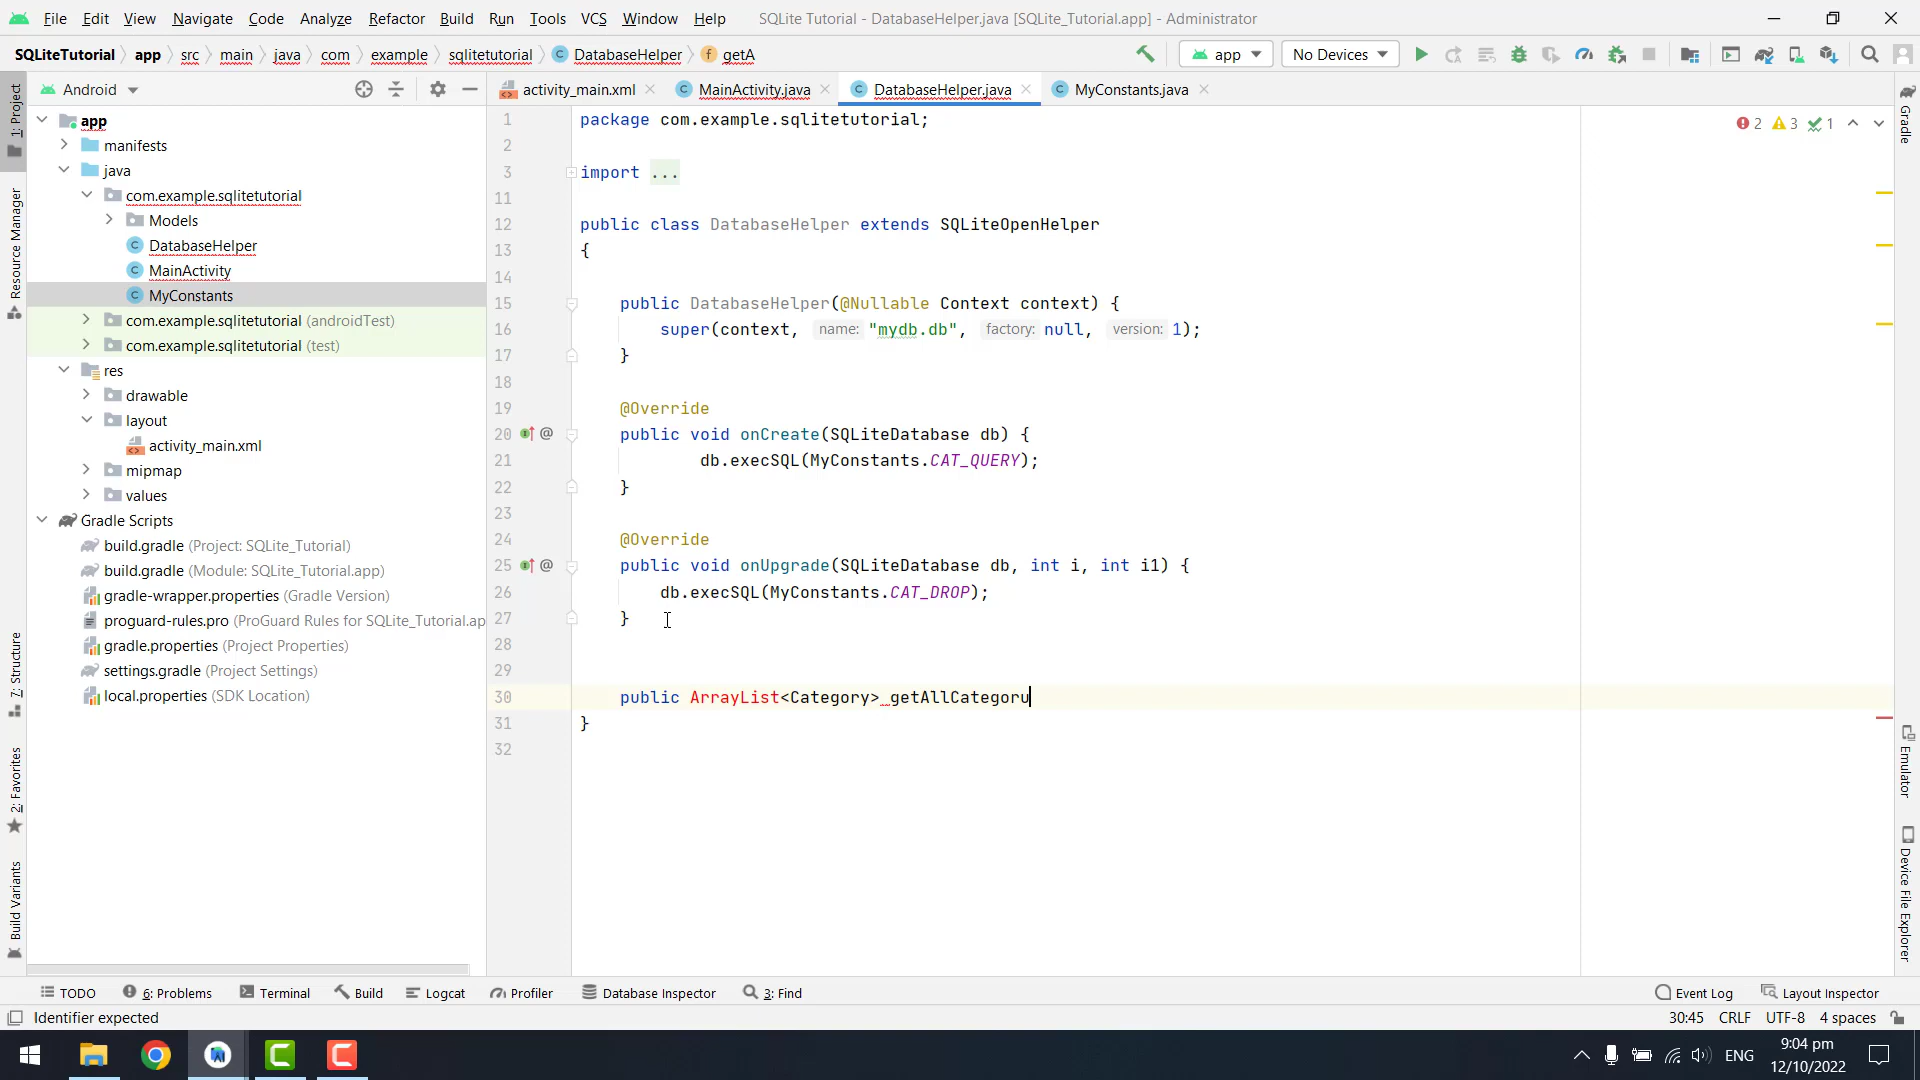 File Edit View Navigate Code Analyze Refactor Build Run Tools VCS Window Help SQLite Tutorial - DatabaseHelper.java [SQLite_Tutorial.app] - Administrator
SQLiteTutorial app src main java com example sqlitetutorial DatabaseHelper getA app No Devices
Android
activity_main.xml MainActivity.java DatabaseHelper.java MyConstants.java
1: Project
Resource Manager
7: Structure
2: Favorites
Build Variants
app
manifests
java
com.example.sqlitetutorial
Models
DatabaseHelper
MainActivity
MyConstants
com.example.sqlitetutorial (androidTest)
com.example.sqlitetutorial (test)
res
drawable
layout
activity_main.xml
mipmap
values
Gradle Scripts
build.gradle (Project: SQLite_Tutorial)
build.gradle (Module: SQLite_Tutorial.app)
gradle-wrapper.properties (Gradle Version)
proguard-rules.pro (ProGuard Rules for SQLite_Tutorial.ap
gradle.properties (Project Properties)
settings.gradle (Project Settings)
local.properties (SDK Location)
2 3 1
1 package com.example.sqlitetutorial;
2
3 import ...
11
12 public class DatabaseHelper extends SQLiteOpenHelper
13 {
14
15 public DatabaseHelper(@Nullable Context context) {
16 super(context, name: "mydb.db", factory: null, version: 1);
17 }
18
19 @Override
20 public void onCreate(SQLiteDatabase db) {
21 db.execSQL(MyConstants.CAT_QUERY);
22 }
23
24 @Override
25 public void onUpgrade(SQLiteDatabase db, int i, int i1) {
26 db.execSQL(MyConstants.CAT_DROP);
27 }
28
29
30 public ArrayList<Category> getAllCategoru
31 }
32
Gradle
Emulator
Device File Explorer
TODO 6: Problems Terminal Build Logcat Profiler Database Inspector 3: Find Event Log Layout Inspector
Identifier expected 30:45 CRLF UTF-8 4 spaces
ENG
9:04 pm
12/10/2022